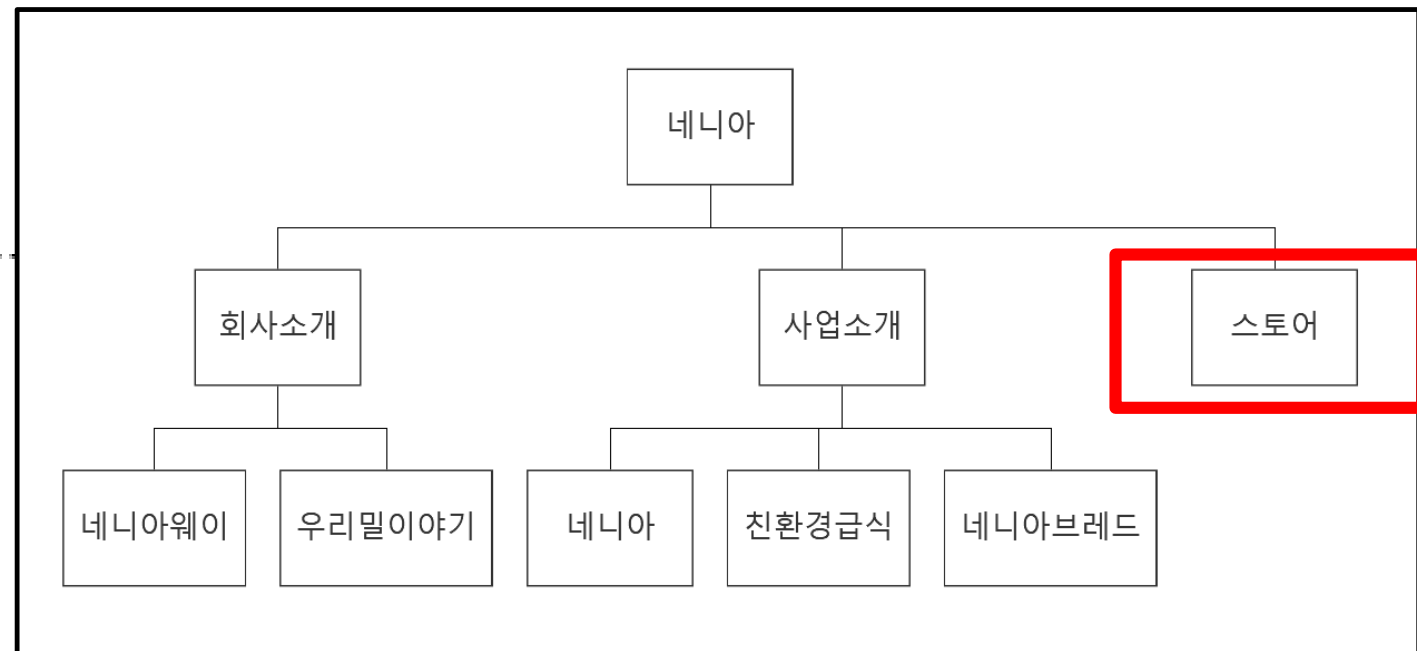 네니아
회사소개
사업소개
스토어
네니아웨이
우리밀이야기
네니아
친환경급식
네니아브레드